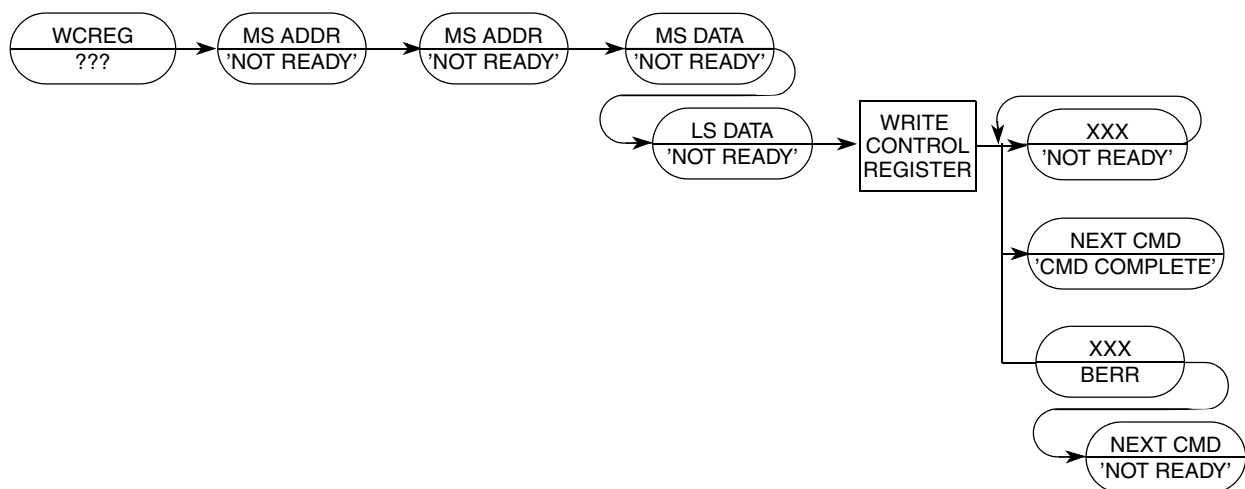 WCREG
???
MS ADDR
'NOT READY'
MS ADDR
'NOT READY'
MS DATA
'NOT READY'
LS DATA
'NOT READY'
WRITE
CONTROL
REGISTER
XXX
'NOT READY'
NEXT CMD
'CMD COMPLETE'
XXX
BERR
NEXT CMD
'NOT READY'